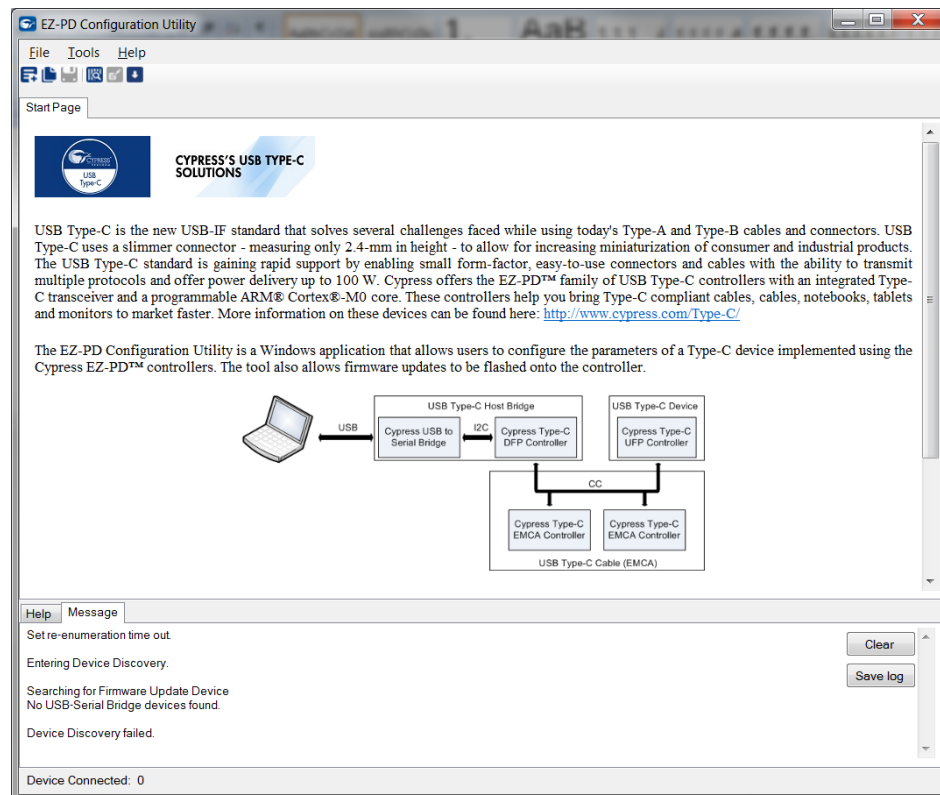 EZ-PD Configuration Utility
File Tools Help
Start Page
CYPRESS
USB
Type-C
CYPRESS'S USB TYPE-C
SOLUTIONS
USB Type-C is the new USB-IF standard that solves several challenges faced while using today's Type-A and Type-B cables and connectors. USB
Type-C uses a slimmer connector - measuring only 2.4-mm in height - to allow for increasing miniaturization of consumer and industrial products.
The USB Type-C standard is gaining rapid support by enabling small form-factor, easy-to-use connectors and cables with the ability to transmit
multiple protocols and offer power delivery up to 100 W. Cypress offers the EZ-PD™ family of USB Type-C controllers with an integrated Type-
C transceiver and a programmable ARM® Cortex®-M0 core. These controllers help you bring Type-C compliant cables, cables, notebooks, tablets
and monitors to market faster. More information on these devices can be found here: http://www.cypress.com/Type-C/
The EZ-PD Configuration Utility is a Windows application that allows users to configure the parameters of a Type-C device implemented using the
Cypress EZ-PD™ controllers. The tool also allows firmware updates to be flashed onto the controller.
USB Type-C Host Bridge
USB Type-C Device
USB
Cypress USB to
Serial Bridge
I2C
Cypress Type-C
DFP Controller
Cypress Type-C
UFP Controller
CC
Cypress Type-C
EMCA Controller
Cypress Type-C
EMCA Controller
USB Type-C Cable (EMCA)
Help Message
Set re-enumeration time out.
Entering Device Discovery.
Searching for Firmware Update Device
No USB-Serial Bridge devices found.
Device Discovery failed.
Clear
Save log
Device Connected: 0